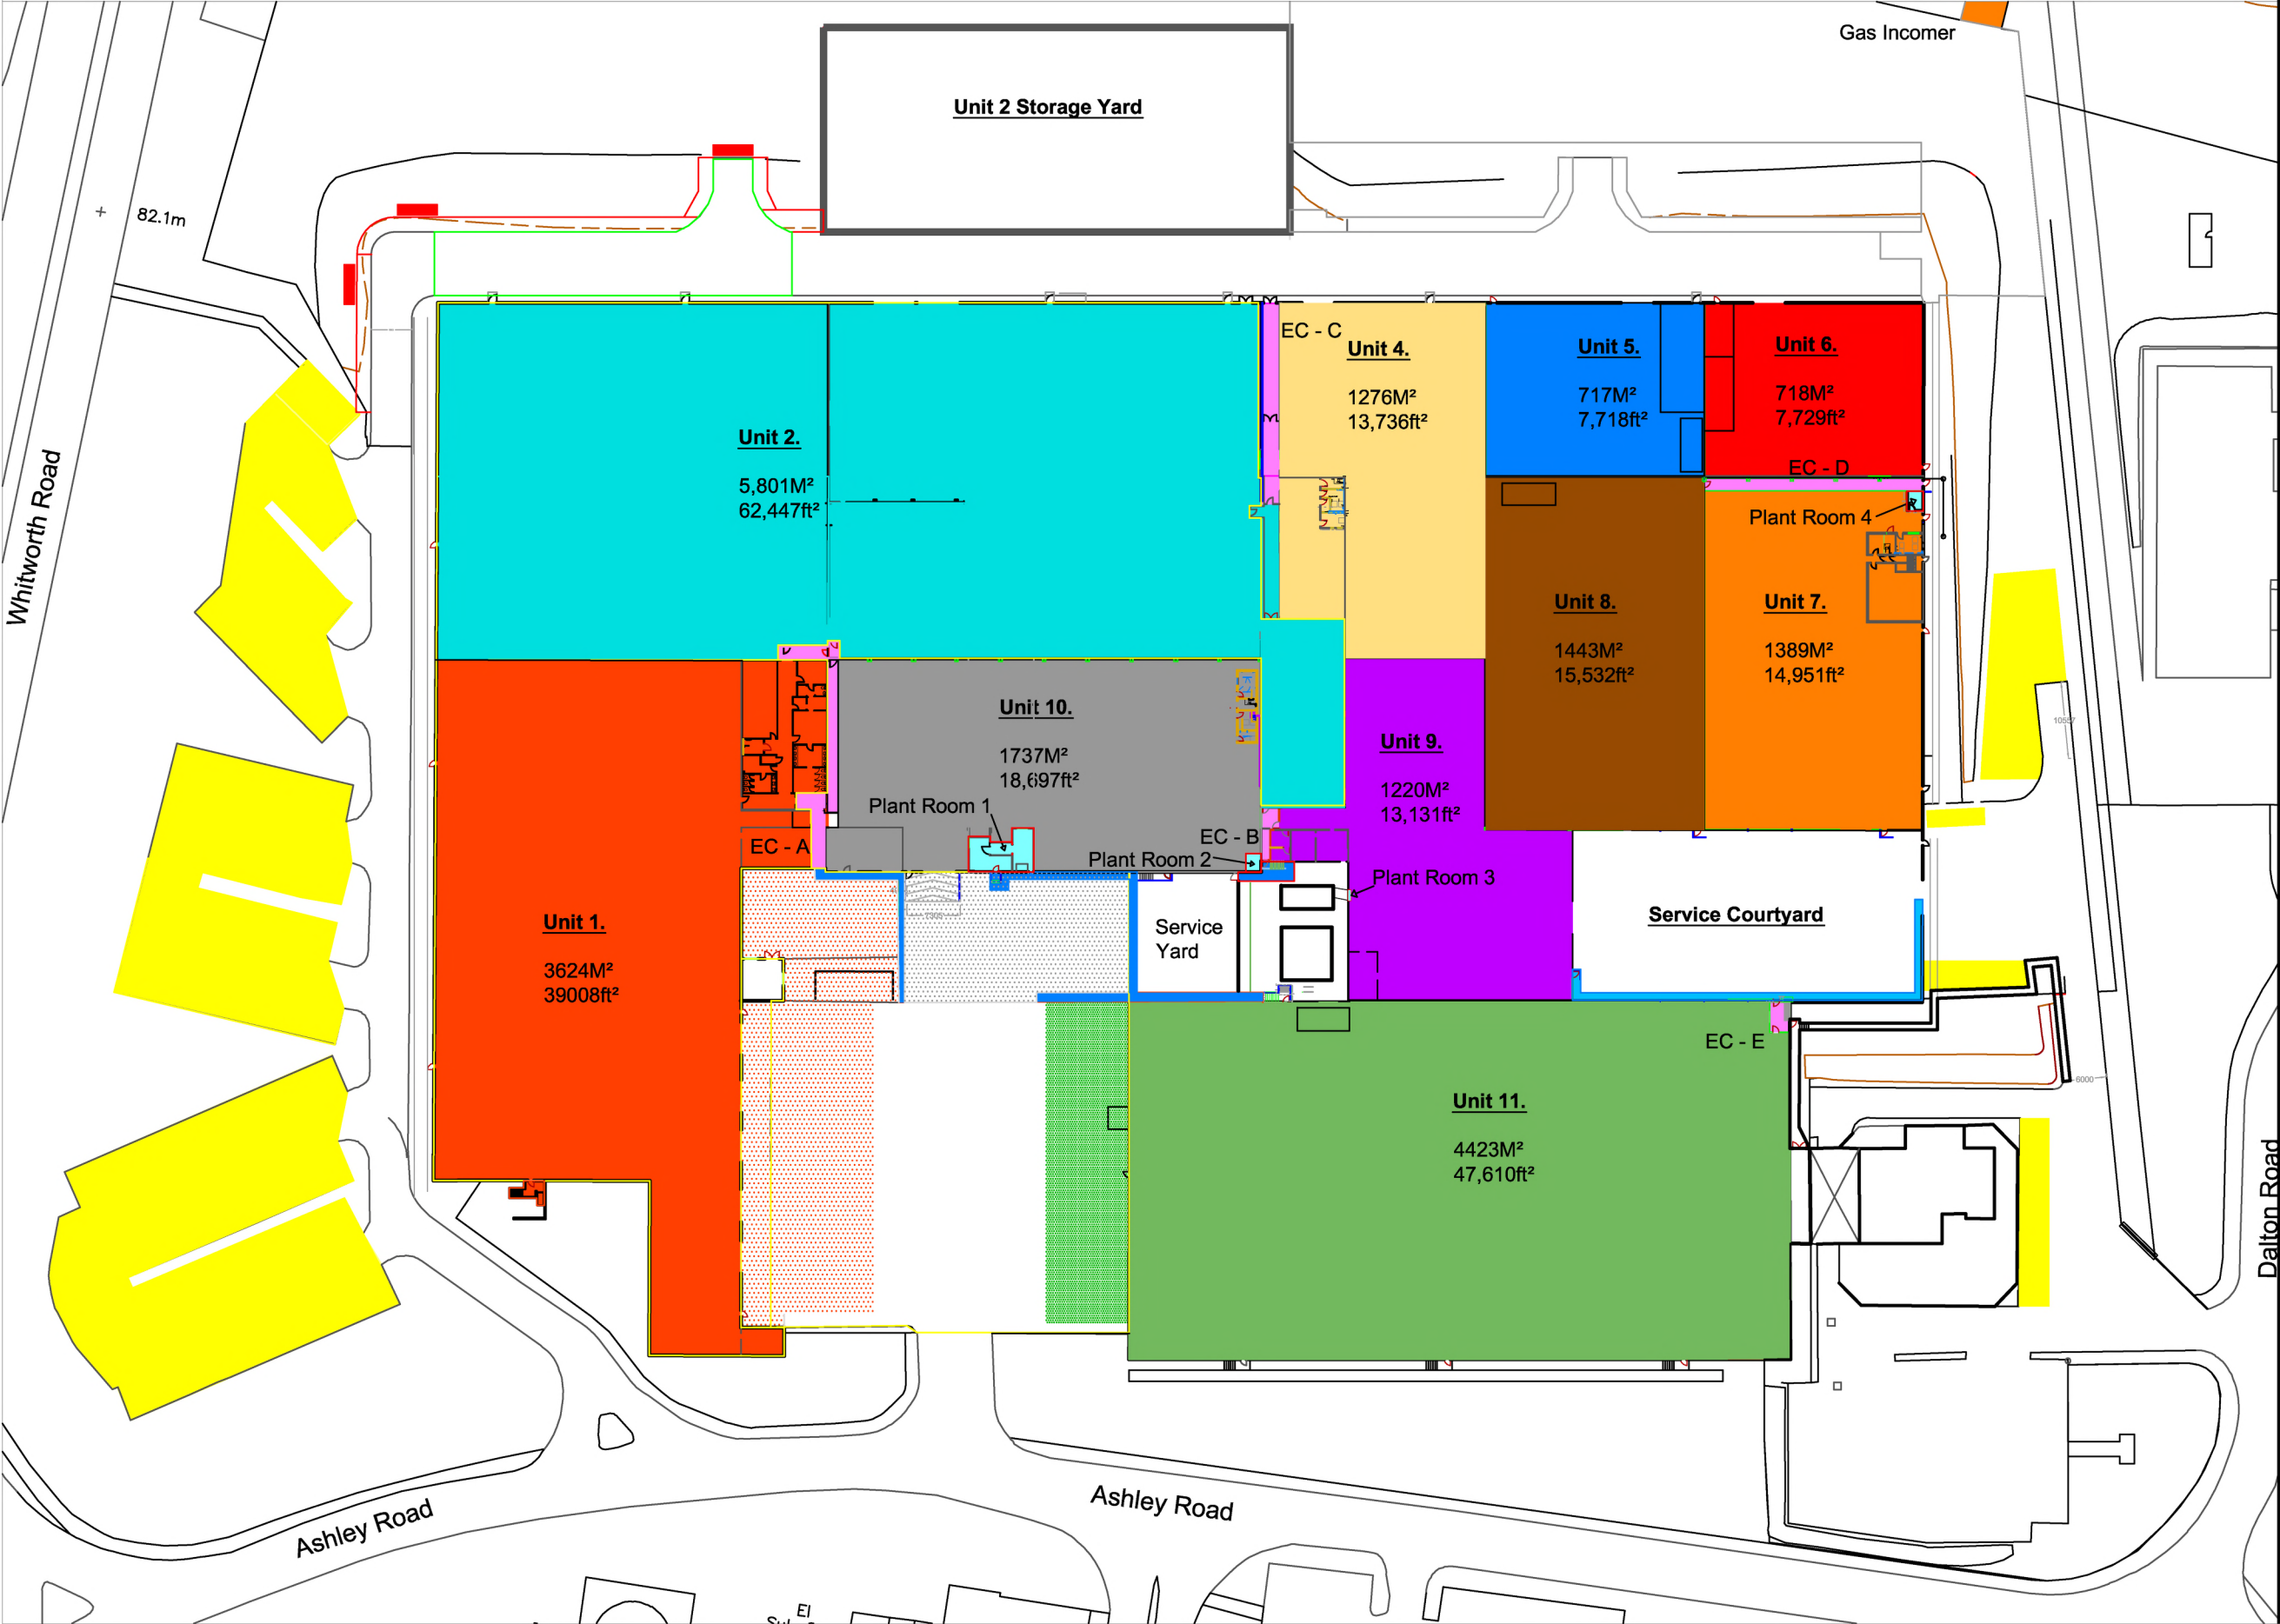 Gas Incomer
Unit 2 Storage Yard
82.1m
Whitworth Road
EC - C
Unit 4.
1276M²
13,736ft²
Unit 5.
717M²
7,718ft²
Unit 6.
718M²
7,729ft²
EC - D
Unit 2.
5,801M²
62,447ft²
Plant Room 4
Unit 8.
1443M²
15,532ft²
Unit 7.
1389M²
14,951ft²
Unit 10.
1737M²
18,697ft²
Plant Room 1
EC - B
Plant Room 2
Unit 9.
1220M²
13,131ft²
Plant Room 3
EC - A
7305
Service
Yard
Service Courtyard
Unit 1.
3624M²
39008ft²
EC - E
6000
Unit 11.
4423M²
47,610ft²
Dalton Road
Ashley Road
Ashley Road
El